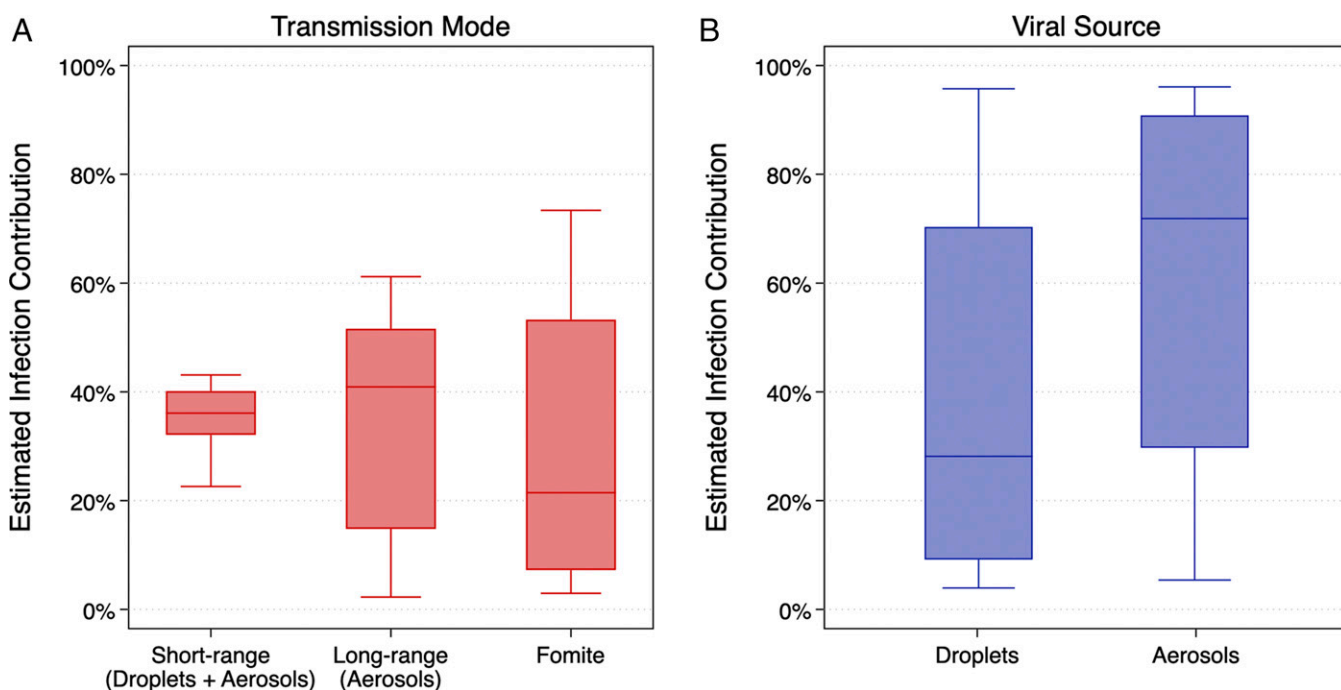 A
Transmission Mode
Estimated Infection Contribution
100%
80%
60%
40%
20%
0%
Short-range
(Droplets + Aerosols)
Long-range
(Aerosols)
Fomite
B
Viral Source
Estimated Infection Contribution
100%
80%
60%
40%
20%
0%
Droplets
Aerosols